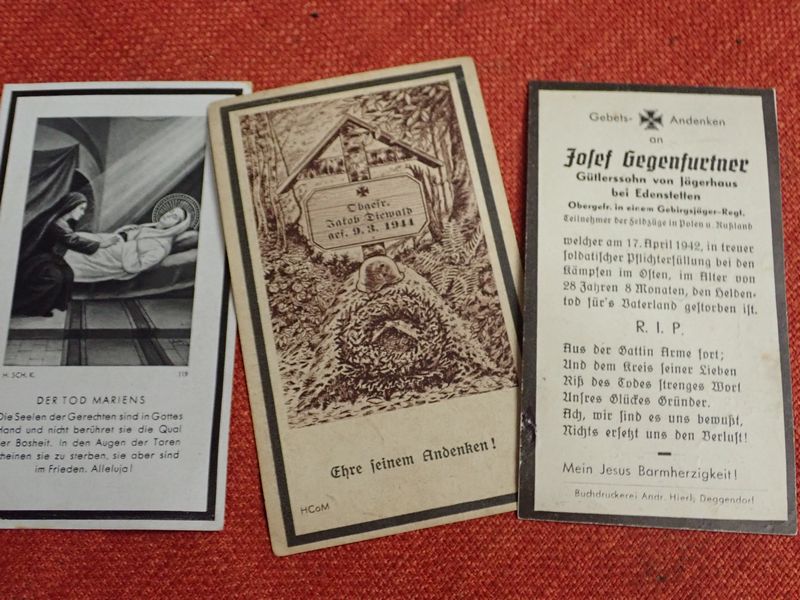 H. SCH. K. 119
DER TOD MARIENS
Die Seelen der Gerechten sind in Gottes
Hand und nicht berühret sie die Qual
der Bosheit. In den Augen der Toren
scheinen sie zu sterben, sie aber sind
im Frieden. Alleluja!
Obgefr.
Jakob Diewald
gef. 9. 3. 1944
Ehre seinem Andenken!
HCoM
Gebets- Andenken
an
Josef Gegenfurtner
Gütlerssohn von Jägerhaus
bei Edenstetten
Obergefr. in einem Gebirgsjäger-Regt.
Teilnehmer der Feldzüge in Polen u. Rußland
welcher am 17. April 1942, in treuer
soldatischer Pflichterfüllung bei den
Kämpfen im Osten, im Alter von
28 Jahren 8 Monaten, den Helden-
tod für's Vaterland gestorben ist.
R. I. P.
Aus der Gattin Arme fort;
Und dem Kreis seiner Lieben
Riß des Todes strenges Wort
Unsres Glückes Gründer.
Ach, wir sind es uns bewußt,
Nichts ersetzt uns den Verlust!
Mein Jesus Barmherzigkeit!
Buchdruckerei Andr. Hierl, Deggendorf